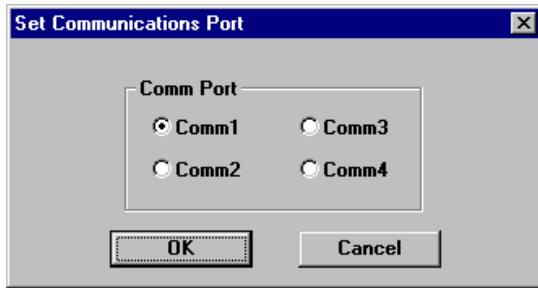 Set Communications Port
Comm Port
Comm1 Comm3
Comm2 Comm4
OK Cancel